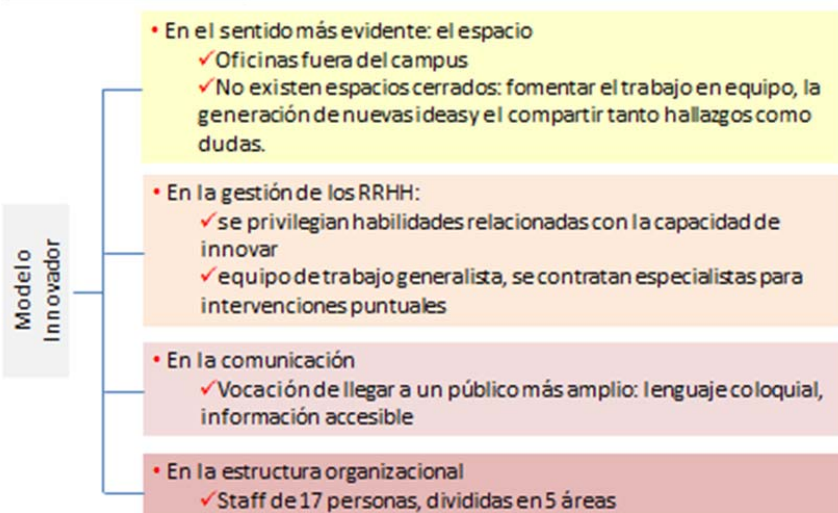 Modelo
Innovador
• En el sentido más evidente: el espacio
✓Oficinas fuera del campus
✓No existen espacios cerrados: fomentar el trabajo en equipo, la
generación de nuevas ideas y el compartir tanto hallazgos como
dudas.
• En la gestión de los RRHH:
✓se privilegian habilidades relacionadas con la capacidad de
innovar
✓equipo de trabajo generalista, se contratan especialistas para
intervenciones puntuales
• En la comunicación
✓Vocación de llegar a un público más amplio: lenguaje coloquial,
información accesible
• En la estructura organizacional
✓Staff de 17 personas, divididas en 5 áreas